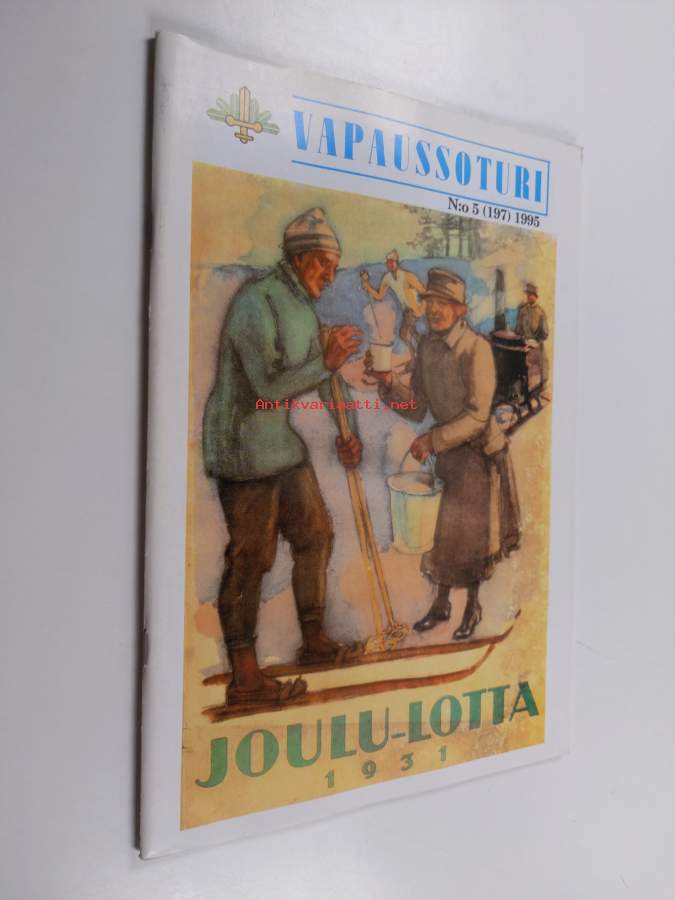 VAPAUSSOTURI
N:o 5 (197) 1995
Antikvariaatti.net
JOULU-LOTTA
1931